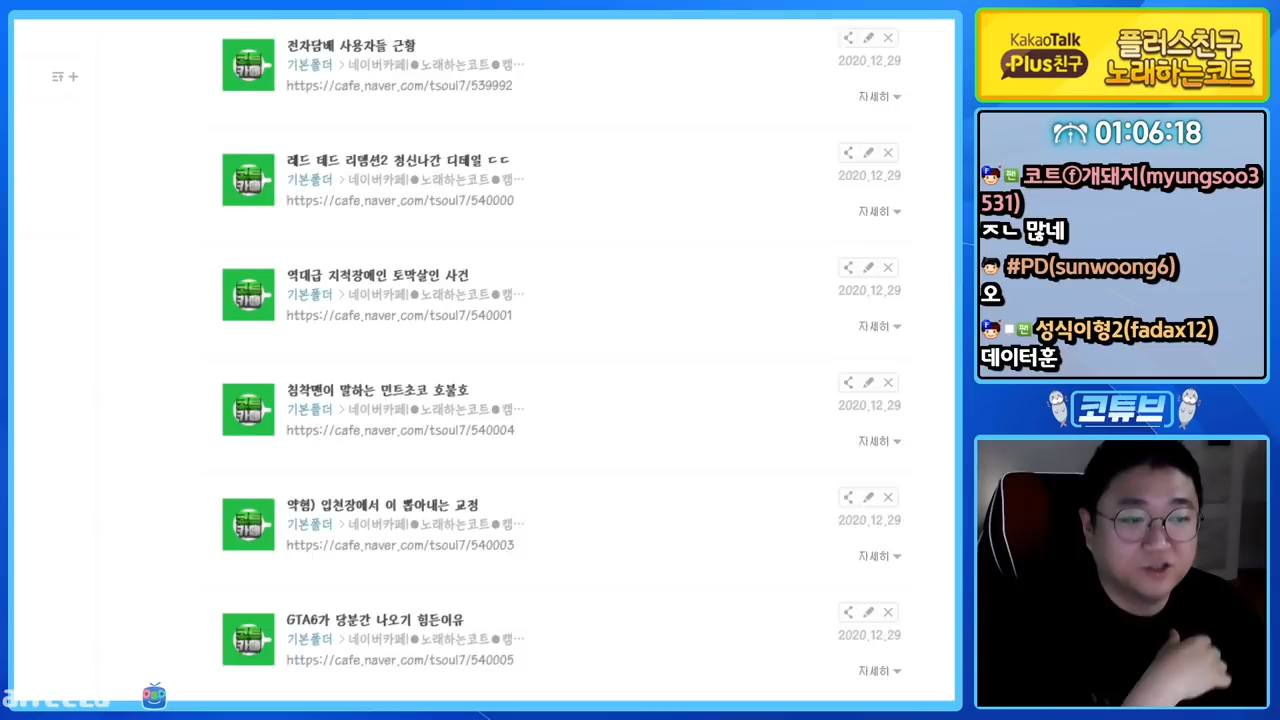 전자담배 사용자들 근황
기본폴더 > 네이버카페|●노래하는코트●캠…
https://cafe.naver.com/tsoul7/539992
2020.12.29
자세히
레드 데드 리뎀션2 정신나간 디테일 ㄷㄷ
기본폴더 > 네이버카페|●노래하는코트●캠…
https://cafe.naver.com/tsoul7/540000
2020.12.29
자세히
역대급 지적장애인 토막살인 사건
기본폴더 > 네이버카페|●노래하는코트●캠…
https://cafe.naver.com/tsoul7/540001
2020.12.29
자세히
침착맨이 말하는 민트초코 호불호
기본폴더 > 네이버카페|●노래하는코트●캠…
https://cafe.naver.com/tsoul7/540004
2020.12.29
자세히
약혐) 입천장에서 이 뽑아내는 교정
기본폴더 > 네이버카페|●노래하는코트●캠…
https://cafe.naver.com/tsoul7/540003
2020.12.29
자세히
GTA6가 당분간 나오기 힘든이유
기본폴더 > 네이버카페|●노래하는코트●캠…
https://cafe.naver.com/tsoul7/540005
2020.12.29
자세히
KakaoTalk
Plus친구
플러스친구
노래하는코트
01:06:18
팬 코트ⓕ개돼지(myungsoo3
531)
ㅈㄴ 많네
#PD(sunwoong6)
오
팬 성식이형2(fadax12)
데이터훈
코튜브